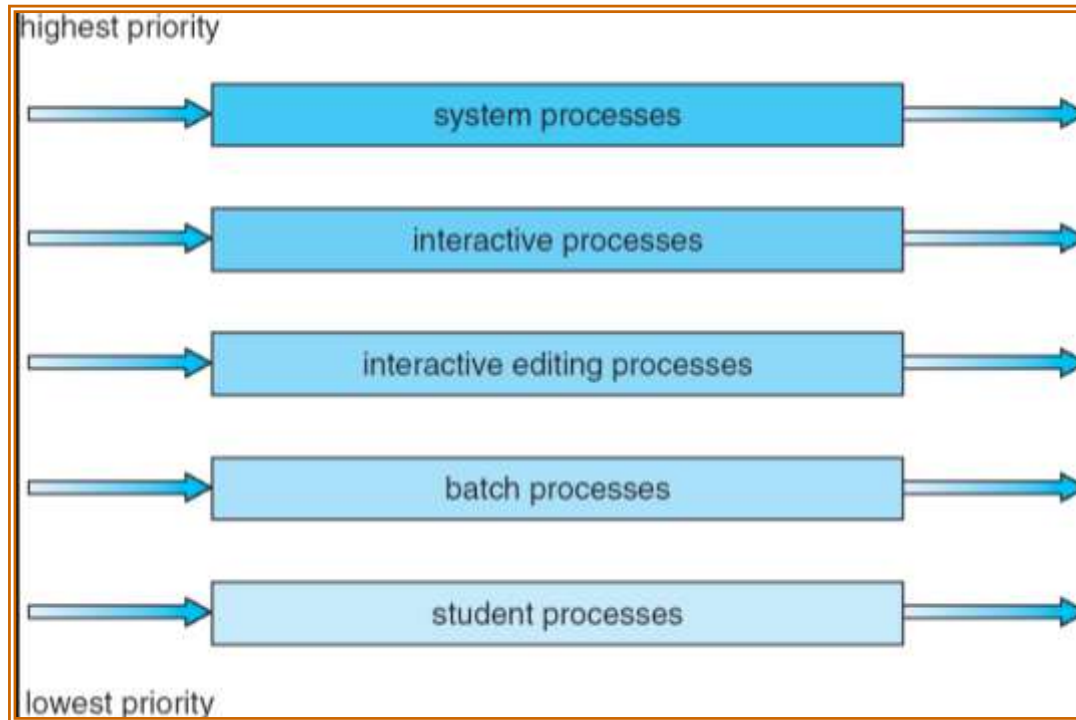 highest priority
system processes
interactive processes
interactive editing processes
batch processes
student processes
lowest priority